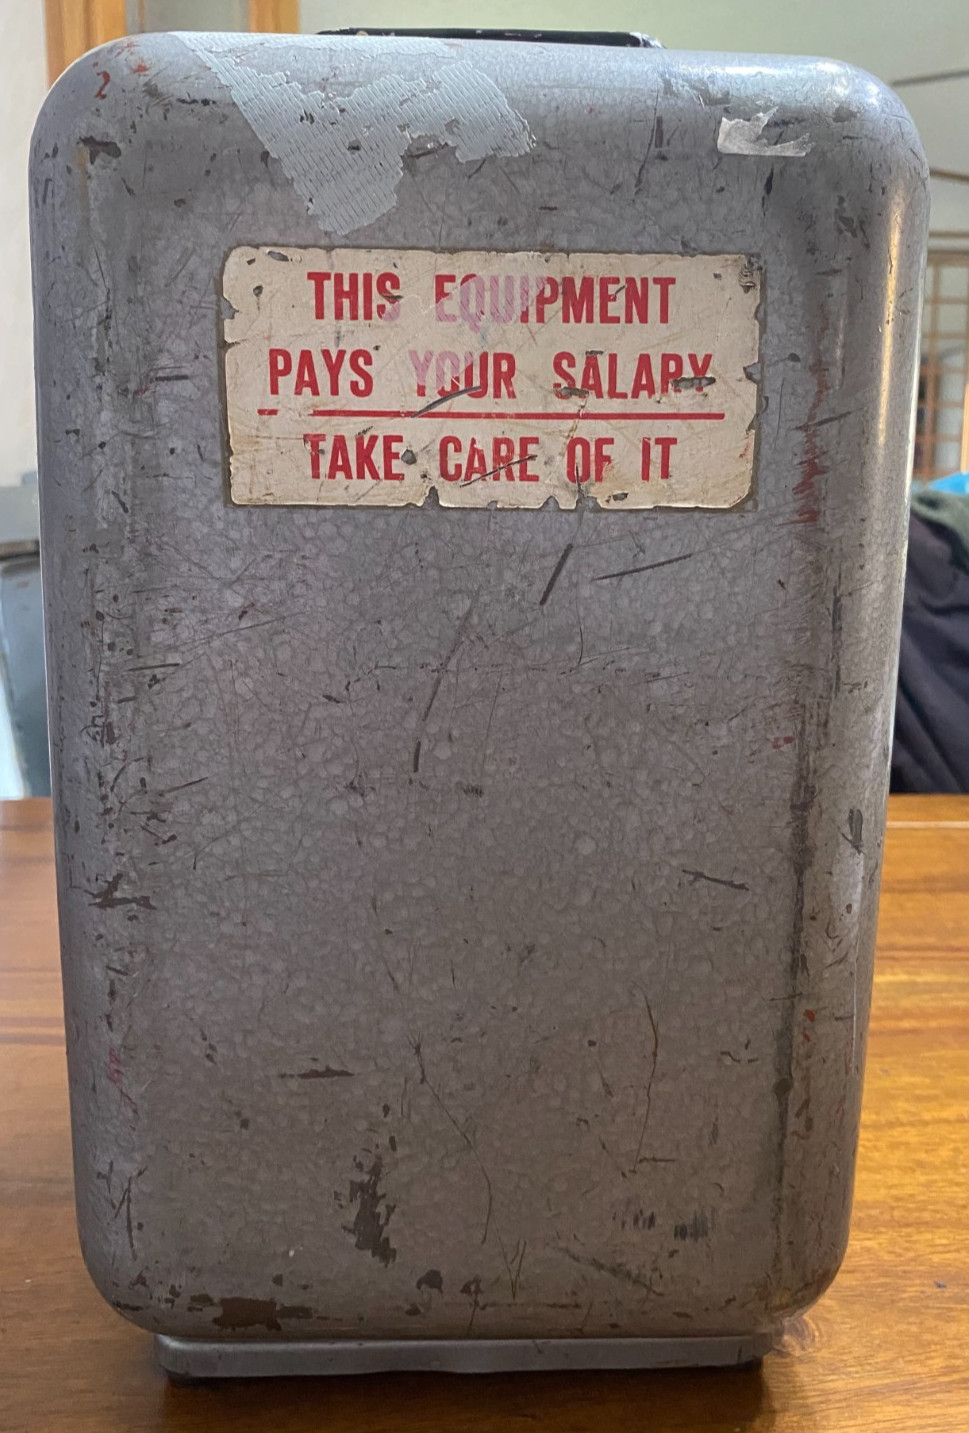 THIS EQUIPMENT
PAYS YOUR SALARY
TAKE CARE OF IT